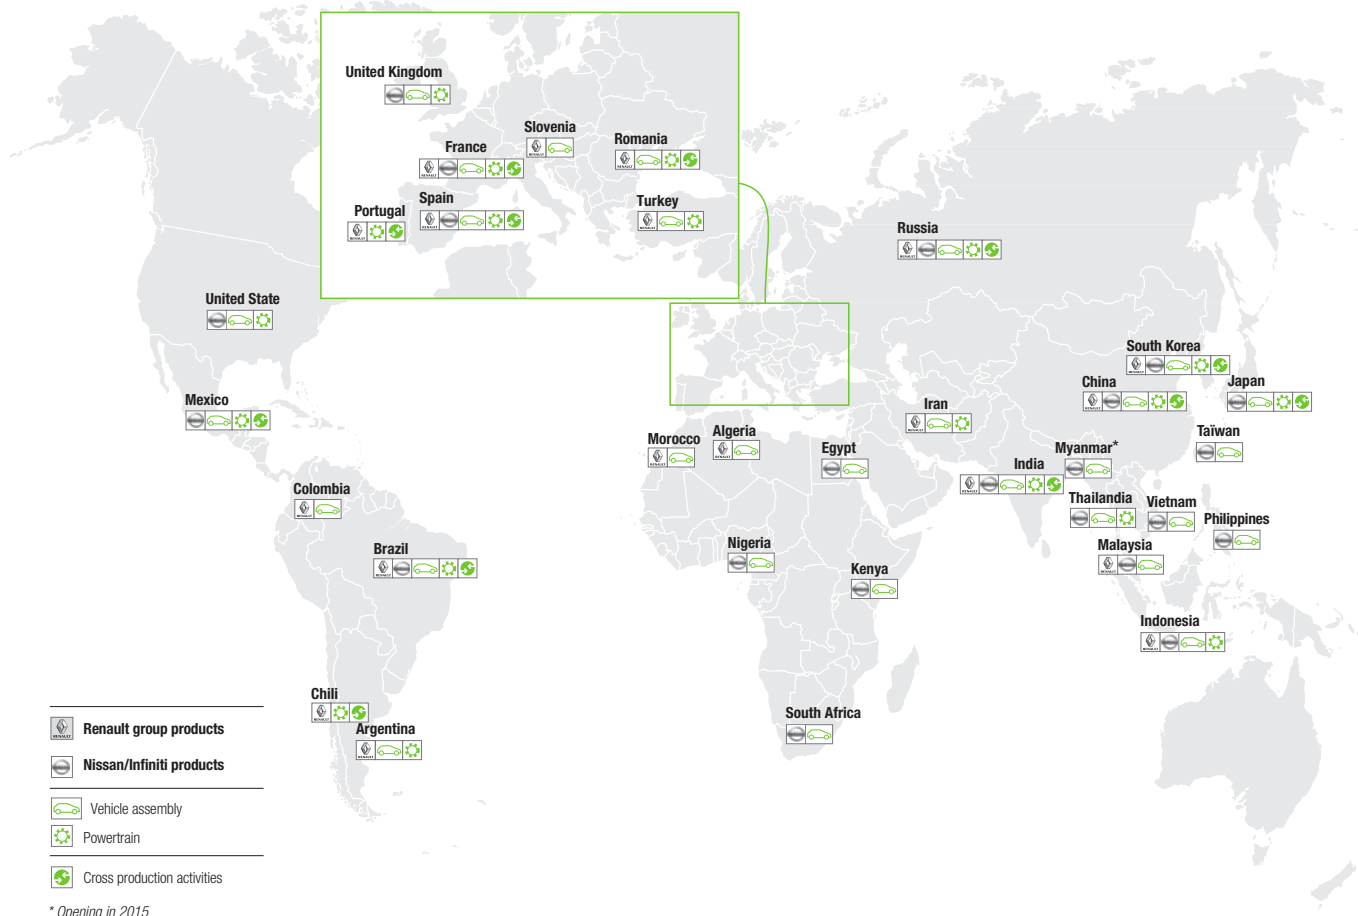 United Kingdom
Slovenia
Romania
France
Spain
Portugal
Turkey
Russia
United State
South Korea
China
Japan
Mexico
Iran
Taïwan
Morocco
Algeria
Egypt
Myanmar*
India
Colombia
Thailandia
Vietnam
Philippines
Nigeria
Malaysia
Brazil
Kenya
Indonesia
Chili
South Africa
Argentina
RENAULT
Renault group products
Nissan/Infiniti products
Vehicle assembly
Powertrain
Cross production activities
* Opening in 2015